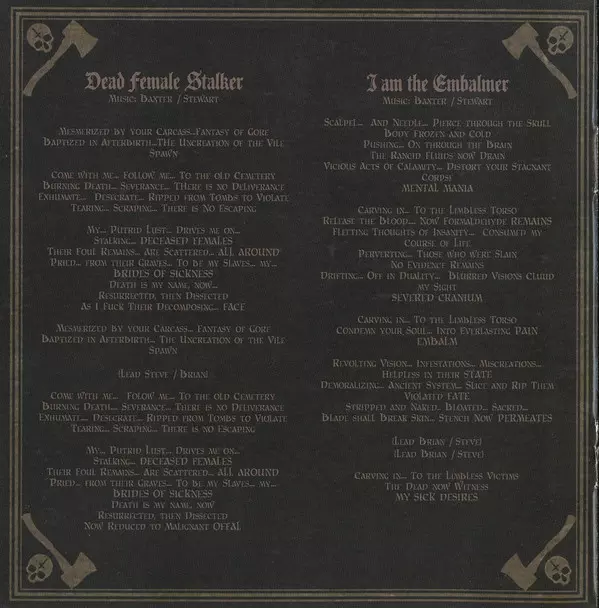 Dead Female Stalker
Music: Baxter / Stewart
Mesmerized by your Carcass...Fantasy of Gore
Baptized in Afterbirth...The Uncreation of the Vile
Spawn
Come with me... Follow me... To the old Cemetery
Burning Death... Severance... THere is no Deliverance
Exhumate... Desecrate... Ripped from Tombs to Violate
Tearing... Scraping... There is No Escaping
My... Putrid Lust... Drives me on...
Stalking... DECEASED FEMALES
Their Foul Remains... Are Scattered... ALL AROUND
Pried... from their Graves... To be my Slaves... my...
BRIDES OF SICKNESS
Death is my name, now...
Resurrected, then Dissected
As I Fuck Their Decomposing... FACE
Mesmerized by your Carcass... Fantasy of Gore
Baptized in Afterbirth... The Uncreation of the Vile
Spawn
(Lead Steve / Brian)
Come with me... Folow me... To the old Cemetery
Burning Death... Severance... There is no Deliverance
Exhumate... Desecrate... Ripped from Tombs to Violate
Tearing... Scraping... There is no Escaping
My... Putrid Lust... Drives me on...
Stalking... DECEASED FEMALES
Their Foul Remains... Are Scattered... ALL AROUND
Pried... from their Graves... To be my Slaves... my...
BRIDES OF SICKNESS
Death is my name, now
Resurrected, then Dissected
Now Reduced to Malignant OFFAL
I am the Embalmer
Music: Baxter / Stewart
Scalpel... And Needle... Pierce through the Skull
Body Frozen and Cold
Pushing... On through the Brain
The Rancid Fluids now Drain
Vicious Acts of Calamity... Distort your Stagnant
Corpse
MENTAL MANIA
Carving in... To the Limbless Torso
Release the Blood... Now Formaldehyde REMAINS
Fleeting Thoughts of Insanity... Consumed my
Course of Life
Perverting... Those who were Slain
No Evidence Remains
Drifting... Off in Duality... Blurred Visions Cloud
my Sight
SEVERED CRANIUM
Carving in... To the Limbless Torso
Condemn your Soul... Into Everlasting PAIN
EMBALM
Revolting Vision... Infestations... Miscreations...
Helpless in their STATE
Demoralizing... Ancient System... Slice and Rip Them
Violated FATE
Stripped and Naked. Bloated... Sacred...
Blade shall Break Skin... Stench Now PERMEATES
(Lead Brian / Steve)
(Lead Brian / Steve)
Carving in... To the Limbless Victims
The Dead now Witness
MY SICK DESIRES